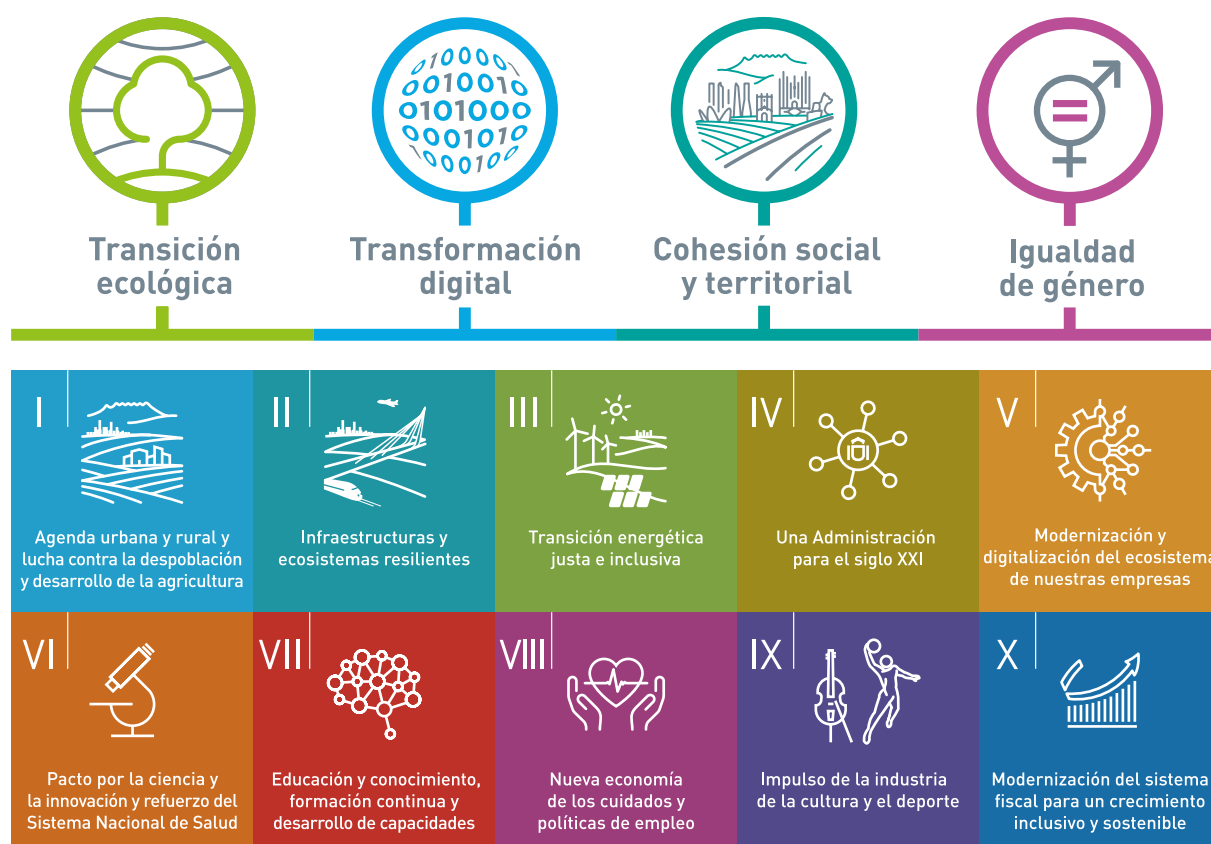 Transición
ecológica
Transformación
digital
Cohesión social
y territorial
Igualdad
de género
I
Agenda urbana y rural y
lucha contra la despoblación
y desarrollo de la agricultura
II
Infraestructuras y
ecosistemas resilientes
III
Transición energética
justa e inclusiva
IV
Una Administración
para el siglo XXI
V
Modernización y
digitalización del ecosistema
de nuestras empresas
VI
Pacto por la ciencia y
la innovación y refuerzo del
Sistema Nacional de Salud
VII
Educación y conocimiento,
formación continua y
desarrollo de capacidades
VIII
Nueva economía
de los cuidados y
políticas de empleo
IX
Impulso de la industria
de la cultura y el deporte
X
Modernización del sistema
fiscal para un crecimiento
inclusivo y sostenible